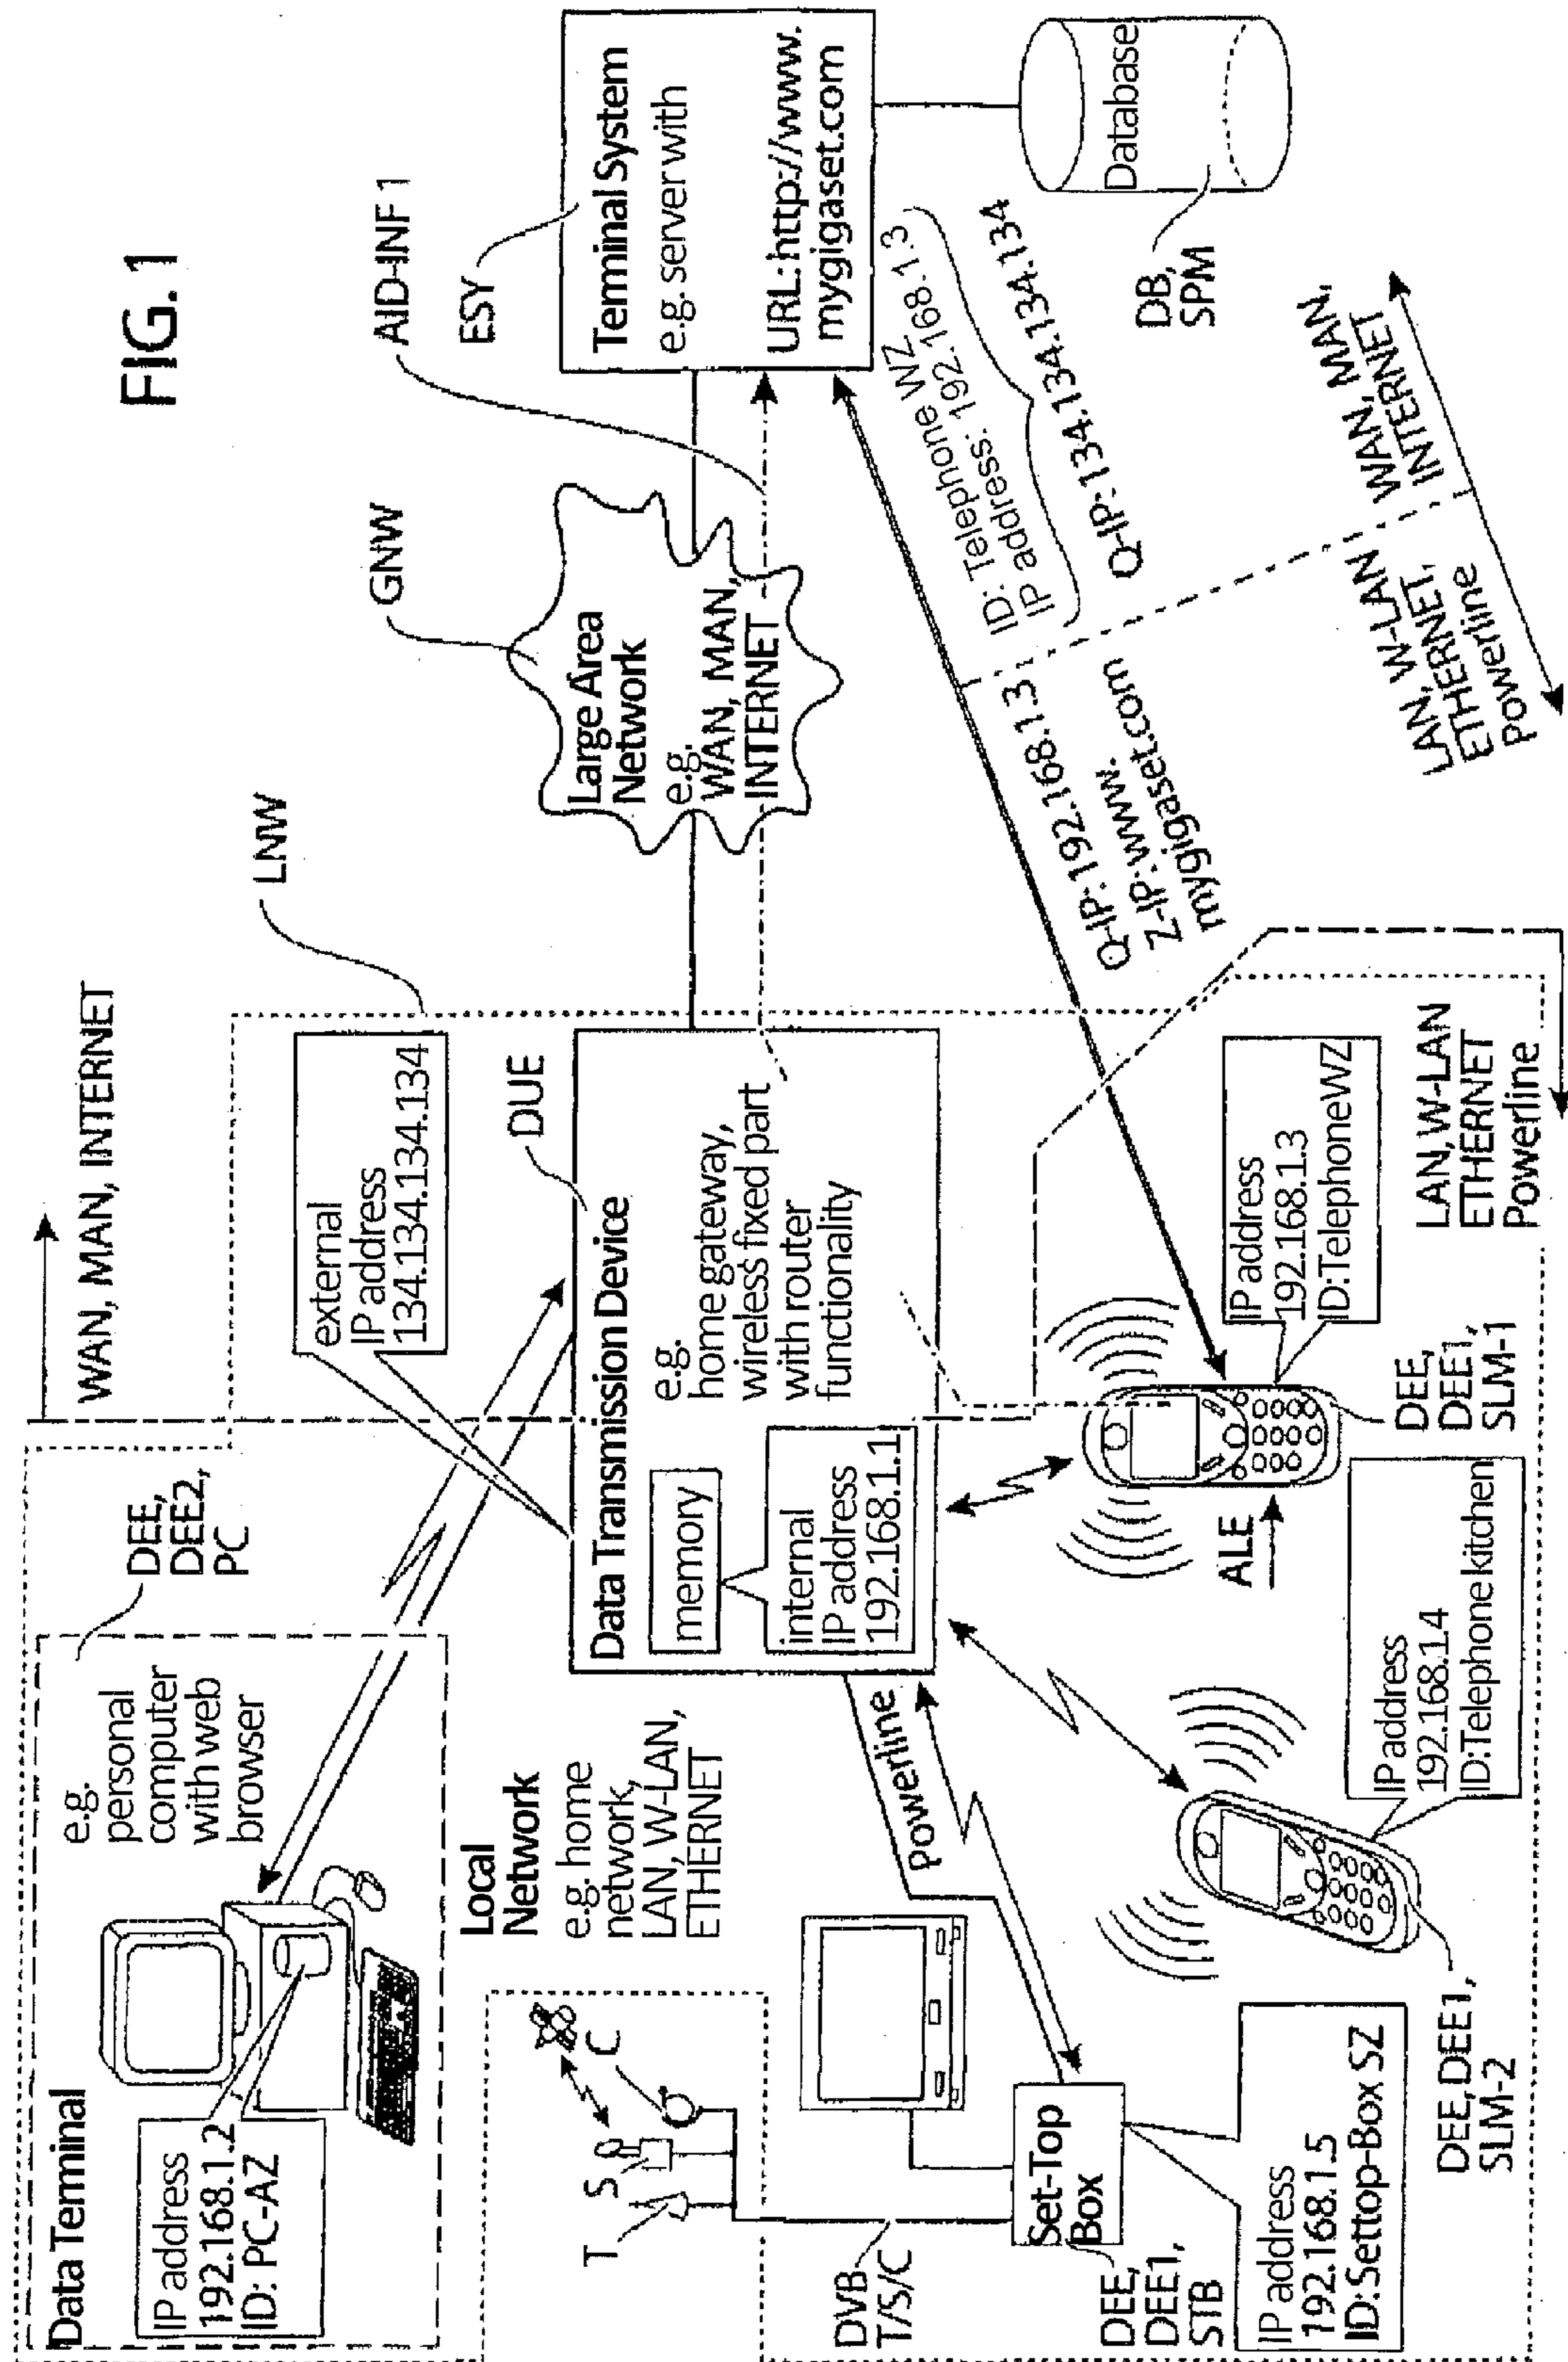 FIG. 1
WAN, MAN, INTERNET
LNW
GNW
AID-INF 1
ESY
Data Terminal
e.g.
personal
computer
with web
browser
IP address
192.168.1.2
ID: PC-AZ
DEE,
DEE2,
PC
external
IP address
134.134.134.134
DUE
Local
Network
e.g. home
network,
LAN, W-LAN,
ETHERNET
Data Transmission Device
memory
internal
IP address
192.168.1.1
e.g.
home gateway,
wireless fixed part
with router
functionality
Large Area
Network
e.g.
WAN, MAN,
INTERNET
Terminal System
e.g. server with
URL:http://www.
mygigaset.com
Database
DB,
SPM
ID: Telephone WZ
IP address: 192.168.1.3
Q-IP:134.134.134.134
Q-IP:192.168.1.3
Z-IP:www.
mygigaset.com
LAN, W-LAN
ETHERNET,
Powerline
WAN, MAN,
INTERNET
T
S
C
DVB-
T/S/C
Set-Top
Box
Powerline
DEE,
DEE1,
STB
IP address
192.168.1.5
ID:Settop-Box SZ
DEE,DEE1,
SLM-2
IP address
192.168.1.4
ID:Telephone kitchen
ALE
DEE,
DEE1,
SLM-1
IP address
192.168.1.3
ID:TelephoneWZ
LAN,W-LAN
ETHERNET
Powerline